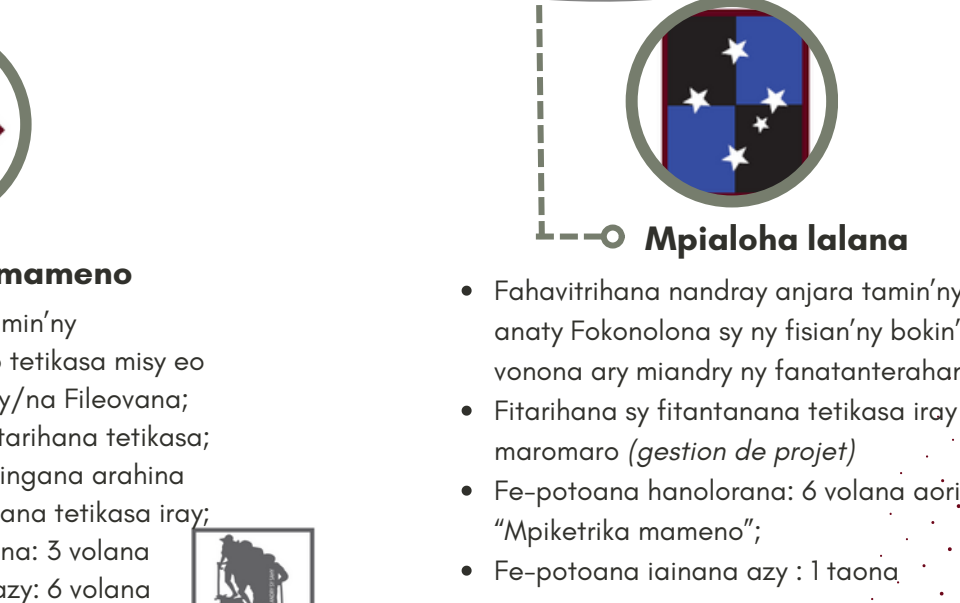 mameno
min’ny
tetikasa misy eo
y/na Fileovana;
tarihana tetikasa;
ingana arahina
ana tetikasa iray;
na: 3 volana
azy: 6 volana
Mpialoha lalana
• Fahavitrihana nandray anjara tamin’ny
anaty Fokonolona sy ny fisian’ny bokin’
vonona ary miandry ny fanatanterahan
• Fitarihana sy fitantanana tetikasa iray
maromaro (gestion de projet)
• Fe-potoana hanolorana: 6 volana aori
“Mpiketrika mameno”;
• Fe-potoana iainana azy : 1 taona